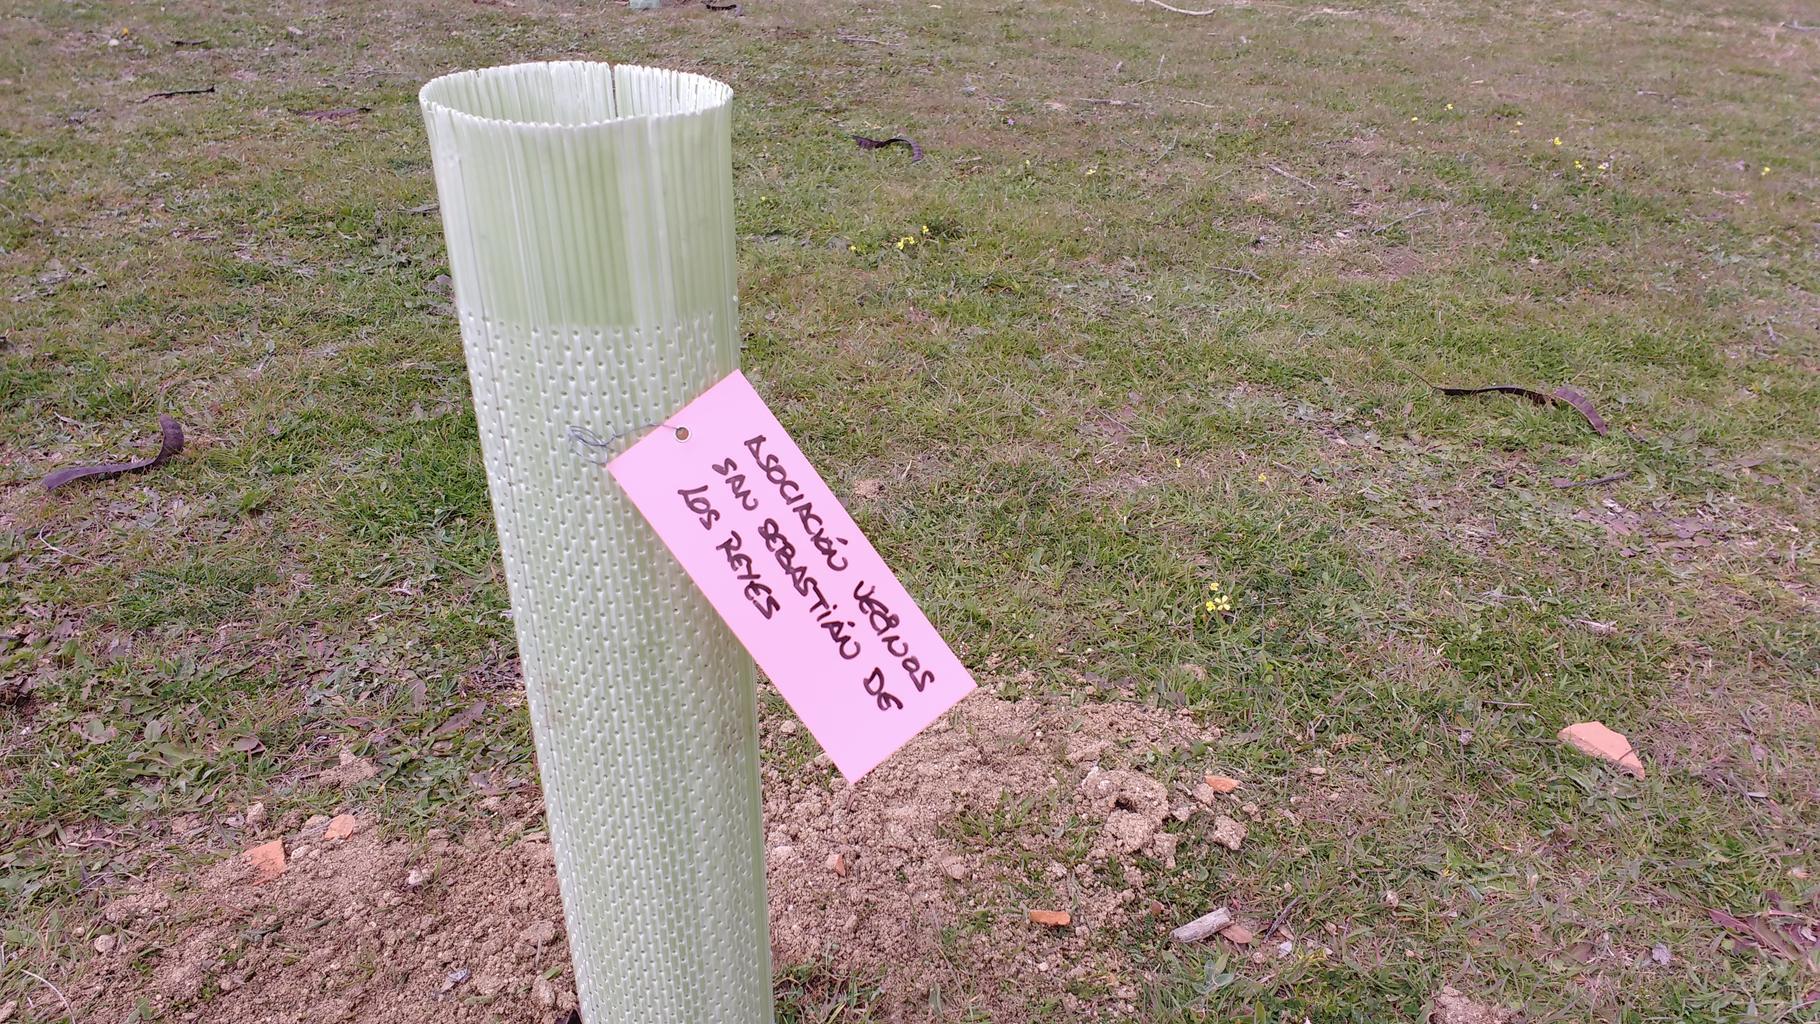 ASOCIACIÓN VECINOS
SAN SEBASTIÁN DE
LOS REYES